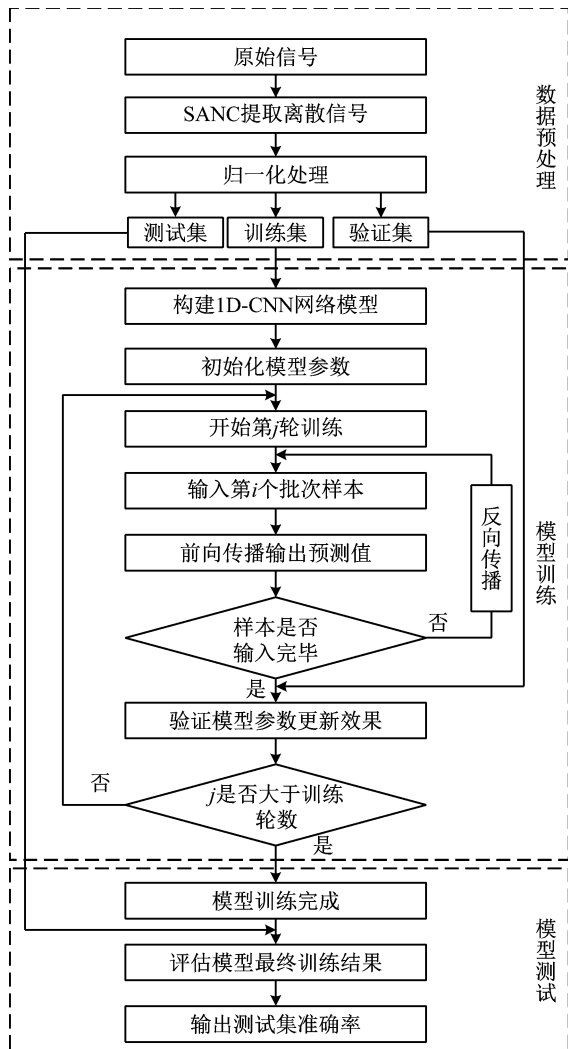 原始信号
SANC提取离散信号
归一化处理
测试集
训练集
验证集
数据预处理
构建1D-CNN网络模型
初始化模型参数
开始第j轮训练
输入第i个批次样本
前向传播输出预测值
反向传播
样本是否
输入完毕
否
是
验证模型参数更新效果
否
j是否大于训练
轮数
是
模型训练
模型训练完成
评估模型最终训练结果
输出测试集准确率
模型测试